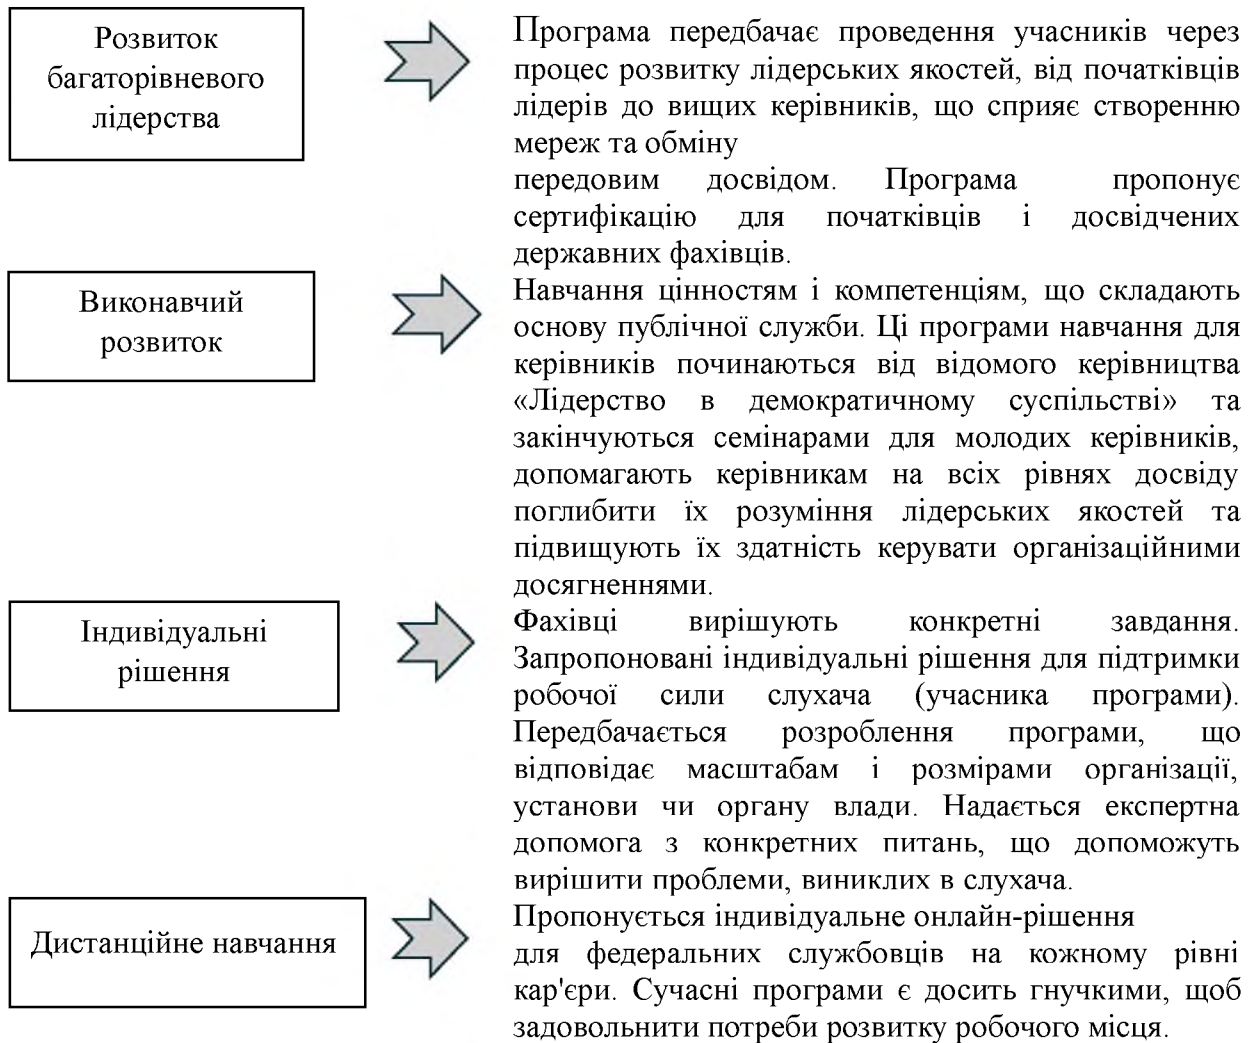 Розвиток
багаторівневого
лідерства
Програма передбачає проведення учасників через
процес розвитку лідерських якостей, від початківців
лідерів до вищих керівників, що сприяє створенню
мереж та обміну
передовим досвідом. Програма пропонує
сертифікацію для початківців і досвідчених
державних фахівців.
Виконавчий
розвиток
Навчання цінностям і компетенціям, що складають
основу публічної служби. Ці програми навчання для
керівників починаються від відомого керівництва
«Лідерство в демократичному суспільстві» та
закінчуються семінарами для молодих керівників,
допомагають керівникам на всіх рівнях досвіду
поглибити їх розуміння лідерських якостей та
підвищують їх здатність керувати організаційними
досягненнями.
Індивідуальні
рішення
Фахівці вирішують конкретні завдання.
Запропоновані індивідуальні рішення для підтримки
робочої сили слухача (учасника програми).
Передбачається розроблення програми, що
відповідає масштабам і розмірами організації,
установи чи органу влади. Надається експертна
допомога з конкретних питань, що допоможуть
вирішити проблеми, виниклих в слухача.
Дистанційне навчання
Пропонується індивідуальне онлайн-рішення
для федеральних службовців на кожному рівні
кар'єри. Сучасні програми є досить гнучкими, щоб
задовольнити потреби розвитку робочого місця.